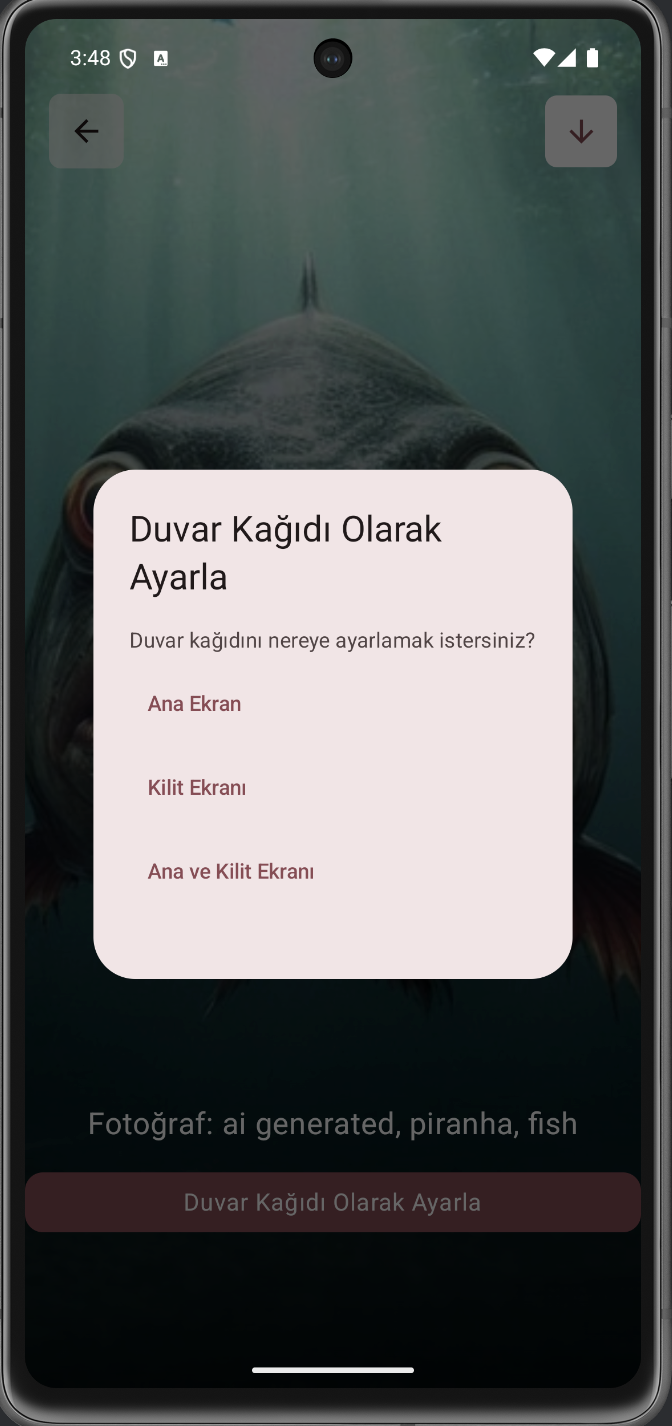 3:48
Duvar Kağıdı Olarak
Ayarla
Duvar kağıdını nereye ayarlamak istersiniz?
Ana Ekran
Kilit Ekranı
Ana ve Kilit Ekranı
Fotoğraf: ai generated, piranha, fish
Duvar Kağıdı Olarak Ayarla